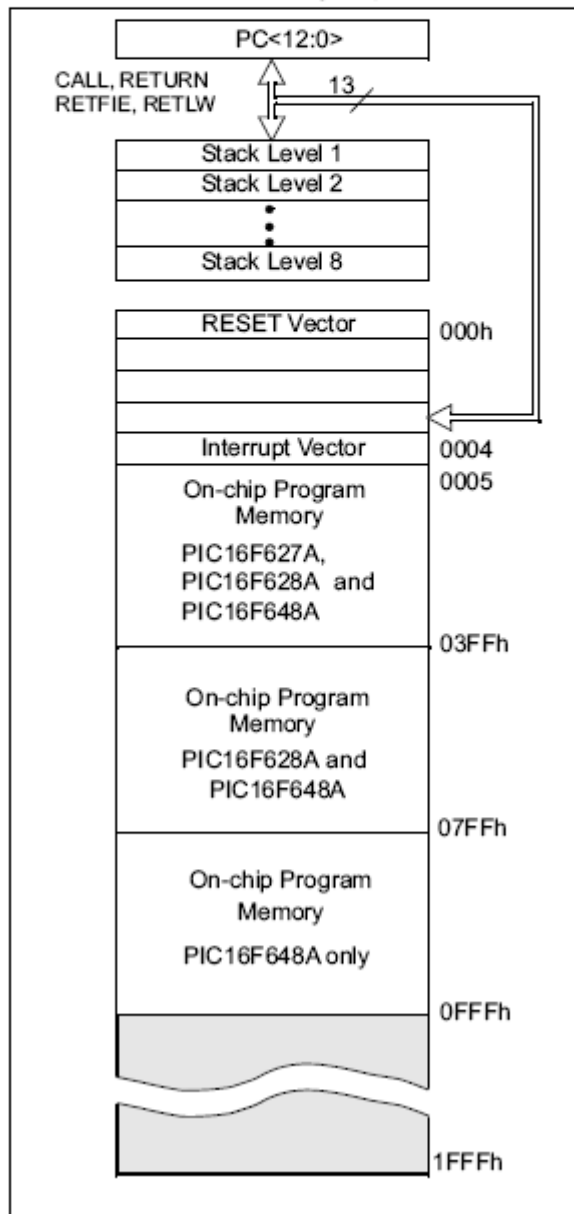 PC<12:0>
CALL, RETURN
RETFIE, RETLW
13
Stack Level 1
Stack Level 2
Stack Level 8
RESET Vector
000h
Interrupt Vector
0004
0005
On-chip Program
Memory
PIC16F627A,
PIC16F628A and
PIC16F648A
03FFh
On-chip Program
Memory
PIC16F628A and
PIC16F648A
07FFh
On-chip Program
Memory
PIC16F648A only
0FFFh
1FFFh